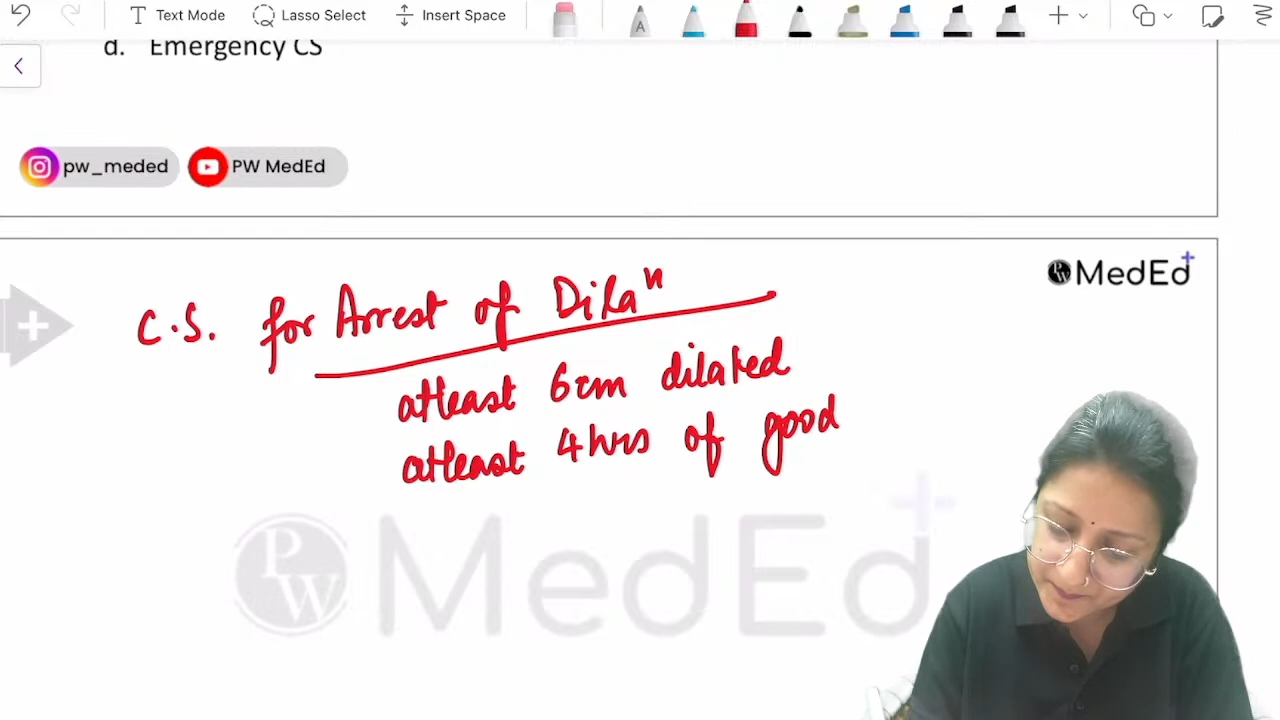 Text Mode Lasso Select Insert Space
d. Emergency CS
pw_meded PW MedEd
MedEd
C.S. for Arrest of Dilaⁿ
atleast 6cm dilated
atleast 4hrs of good
PW MedEd